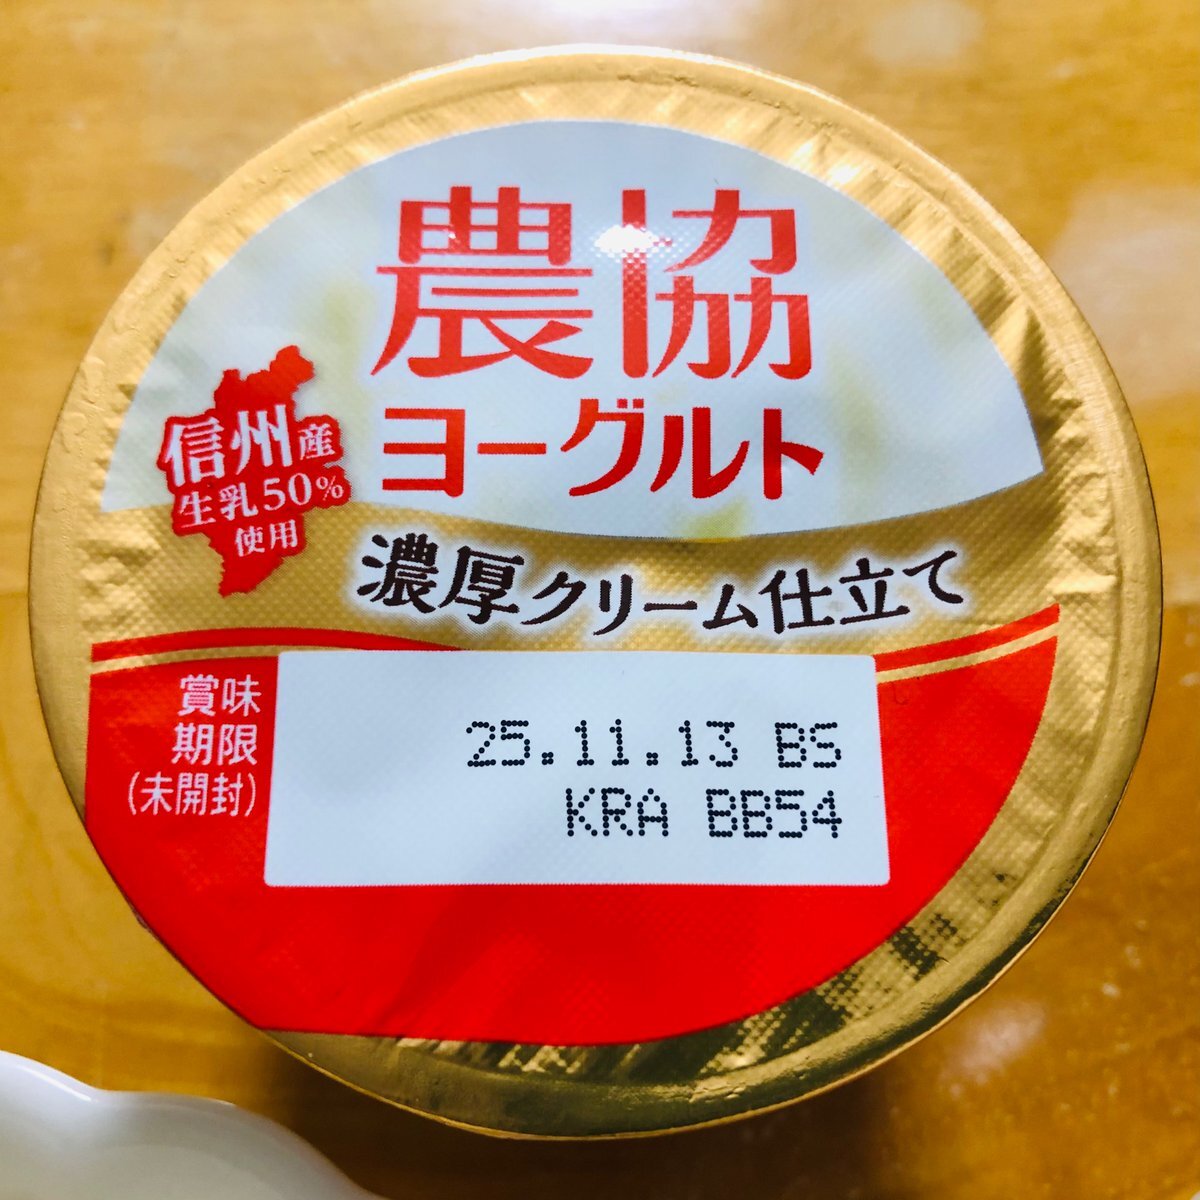 農協
ヨーグルト
信州産
生乳50%
使用
濃厚クリーム仕立て
賞味
期限
(未開封)
25.11.13 BS
KRA BB54